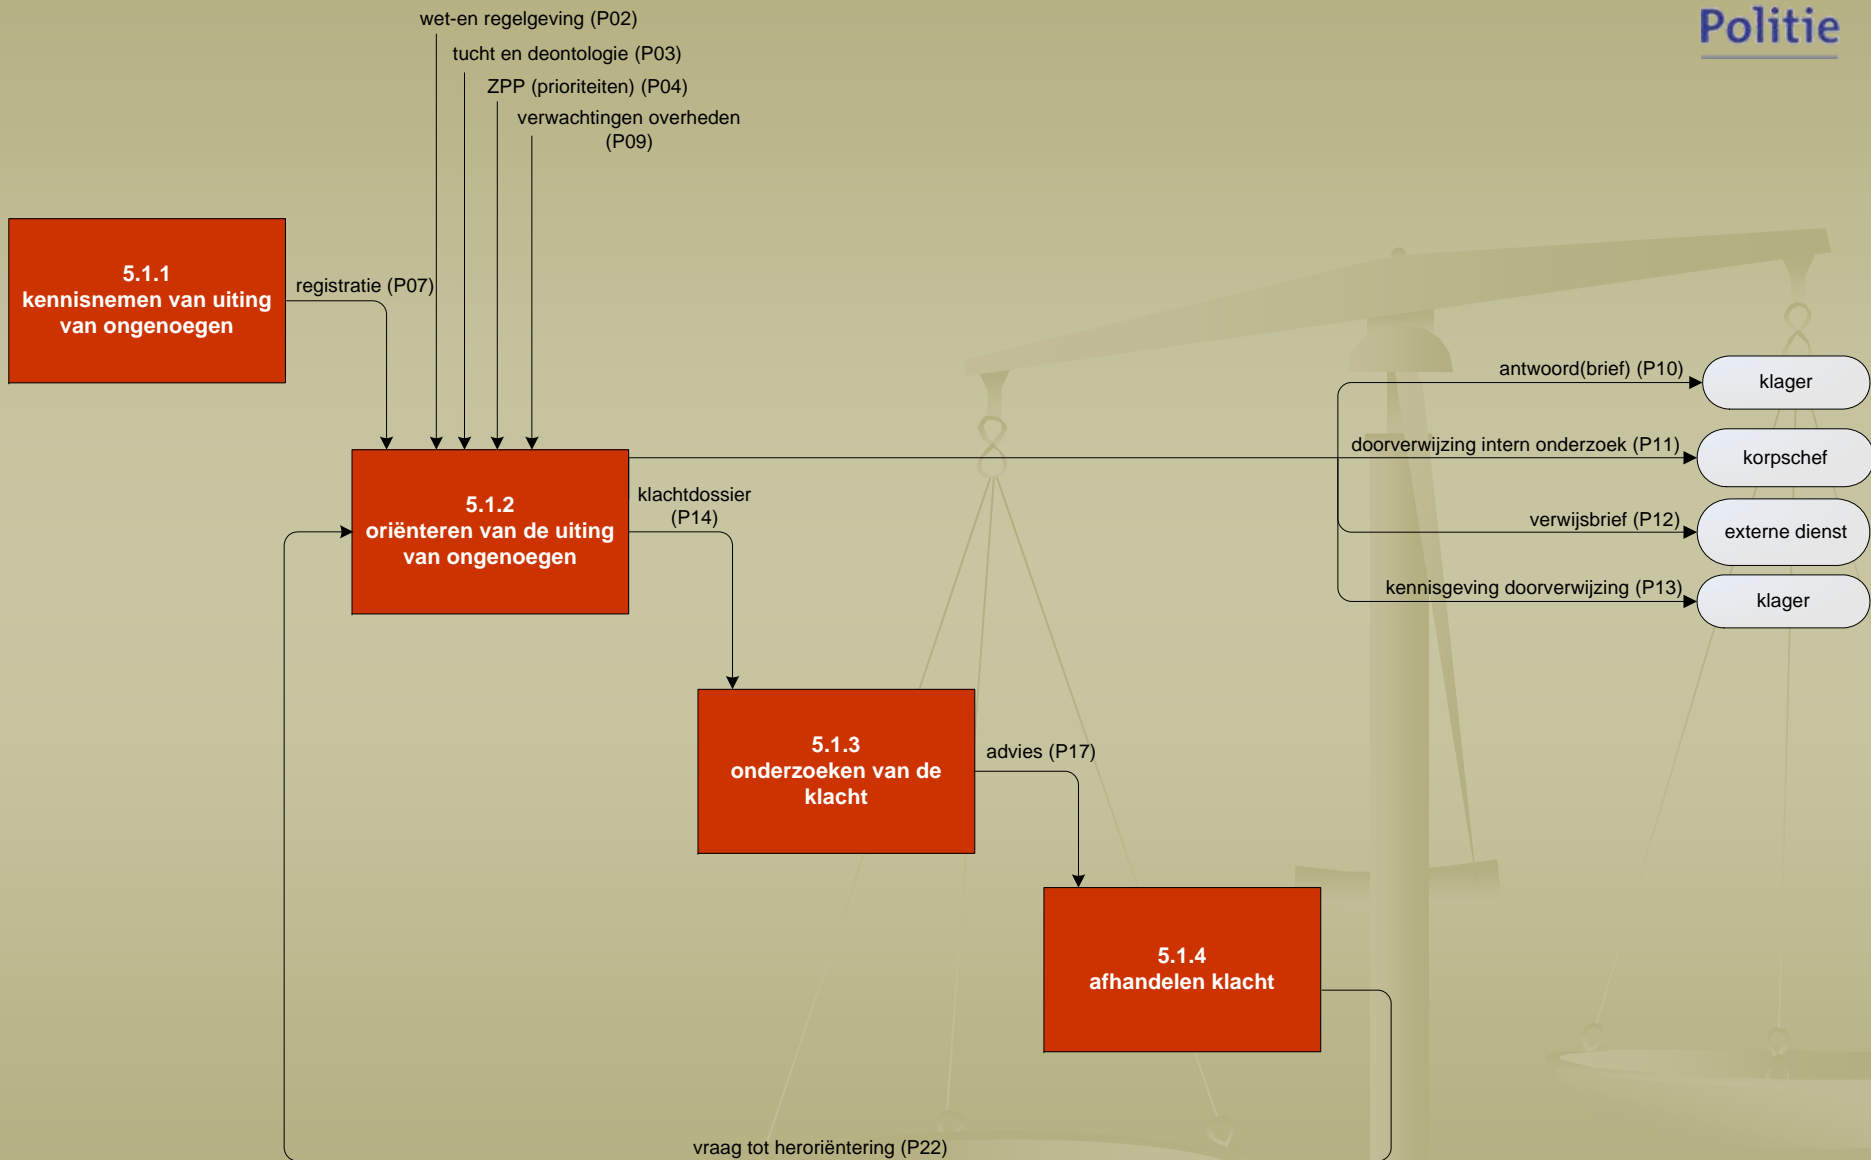 Politie
wet-en regelgeving (P02)
tucht en deontologie (P03)
ZPP (prioriteiten) (P04)
verwachtingen overheden
(P09)
5.1.1
kennisnemen van uiting
van ongenoegen
registratie (P07)
antwoord(brief) (P10)
klager
doorverwijzing intern onderzoek (P11)
korpschef
5.1.2
oriënteren van de uiting
van ongenoegen
klachtdossier
(P14)
verwijsbrief (P12)
externe dienst
kennisgeving doorverwijzing (P13)
klager
5.1.3
onderzoeken van de
klacht
advies (P17)
5.1.4
afhandelen klacht
vraag tot heroriëntering (P22)